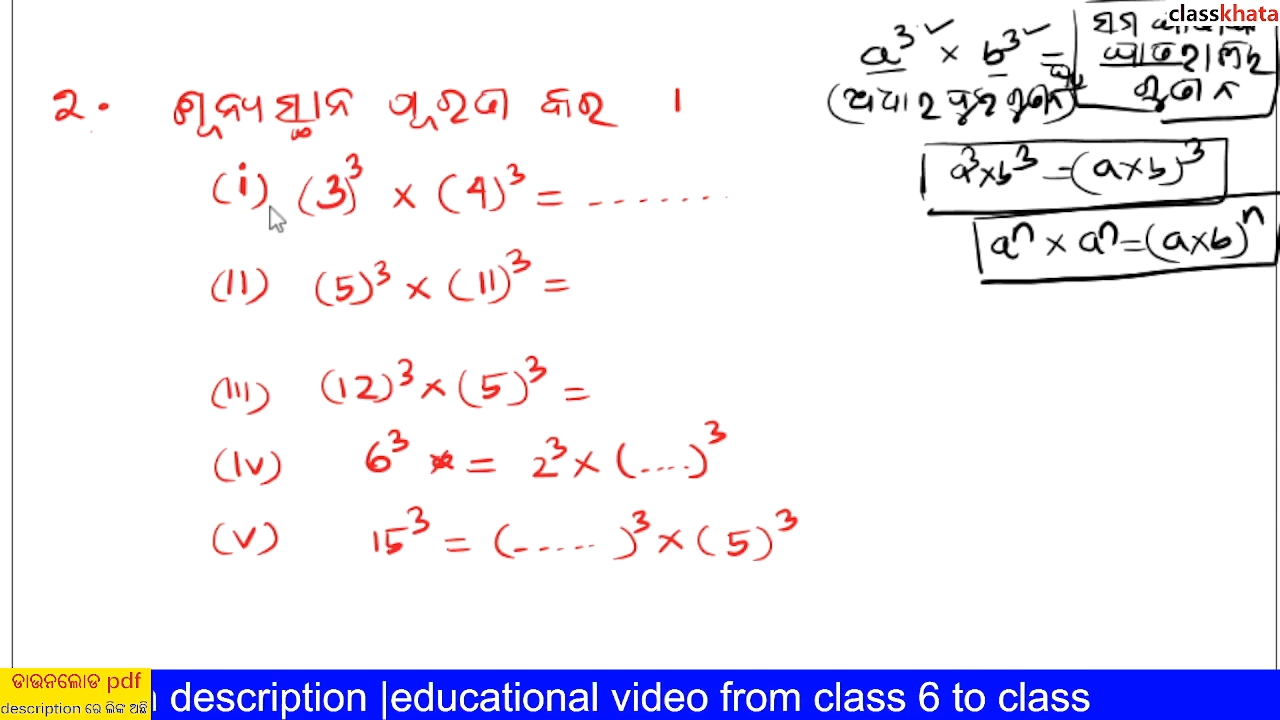 classkhata
a³ × b³ = ଘାତରାଶିର
ଗୁଣନ
a³×b³ = (a×b)³
aⁿ × aⁿ = (a×b)ⁿ
୨. ଶୂନ୍ୟସ୍ଥାନ ପୂରଣ କର ।
(i) (3)³ × (4)³ = ........
(II) (5)³ × (11)³ =
(III) (12)³ × (5)³ =
(IV) 6³ = 2³ × (....)³
(V) 15³ = (......)³ × (5)³
ଡାଉନଲୋଡ pdf
description ରେ ଲିଙ୍କ ଅଛି
description |educational video from class 6 to class